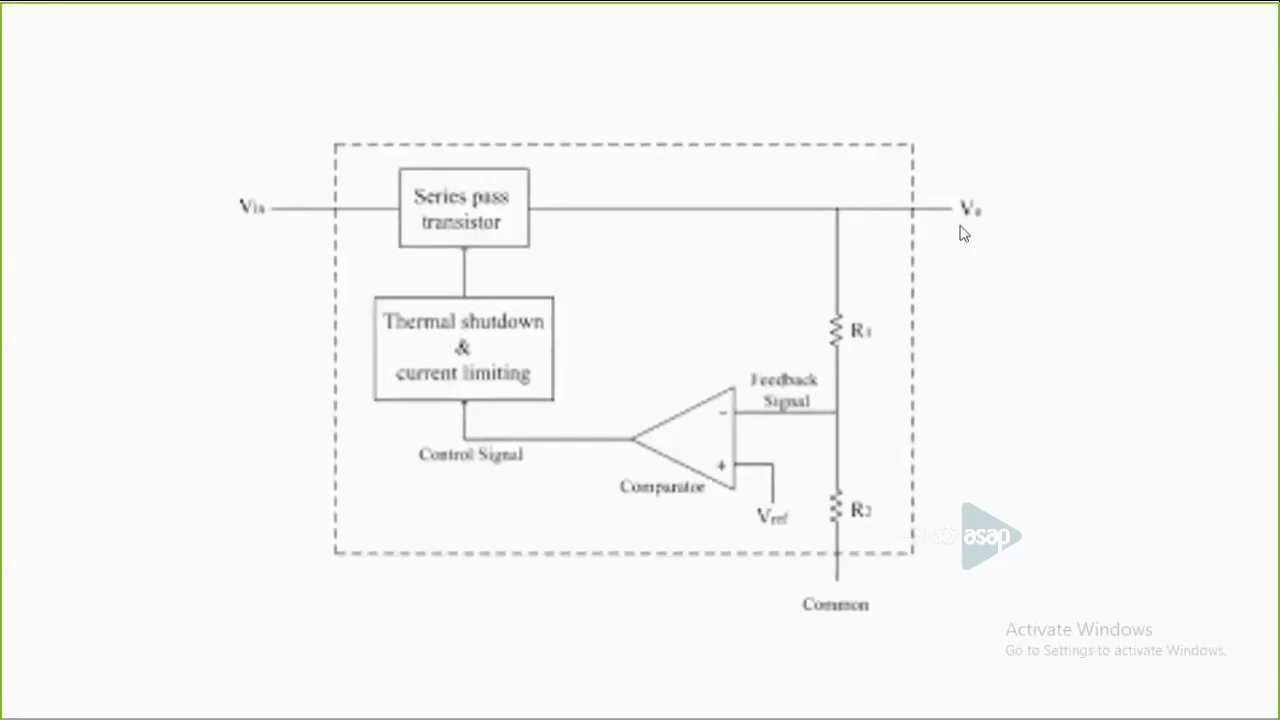 Series pass
transistor
Vin
Vo
Thermal shutdown
&
current limiting
R1
Feedback
Signal
-
+
Control Signal
Comparator
Vref
R2
asap
Common
Activate Windows
Go to Settings to activate Windows.